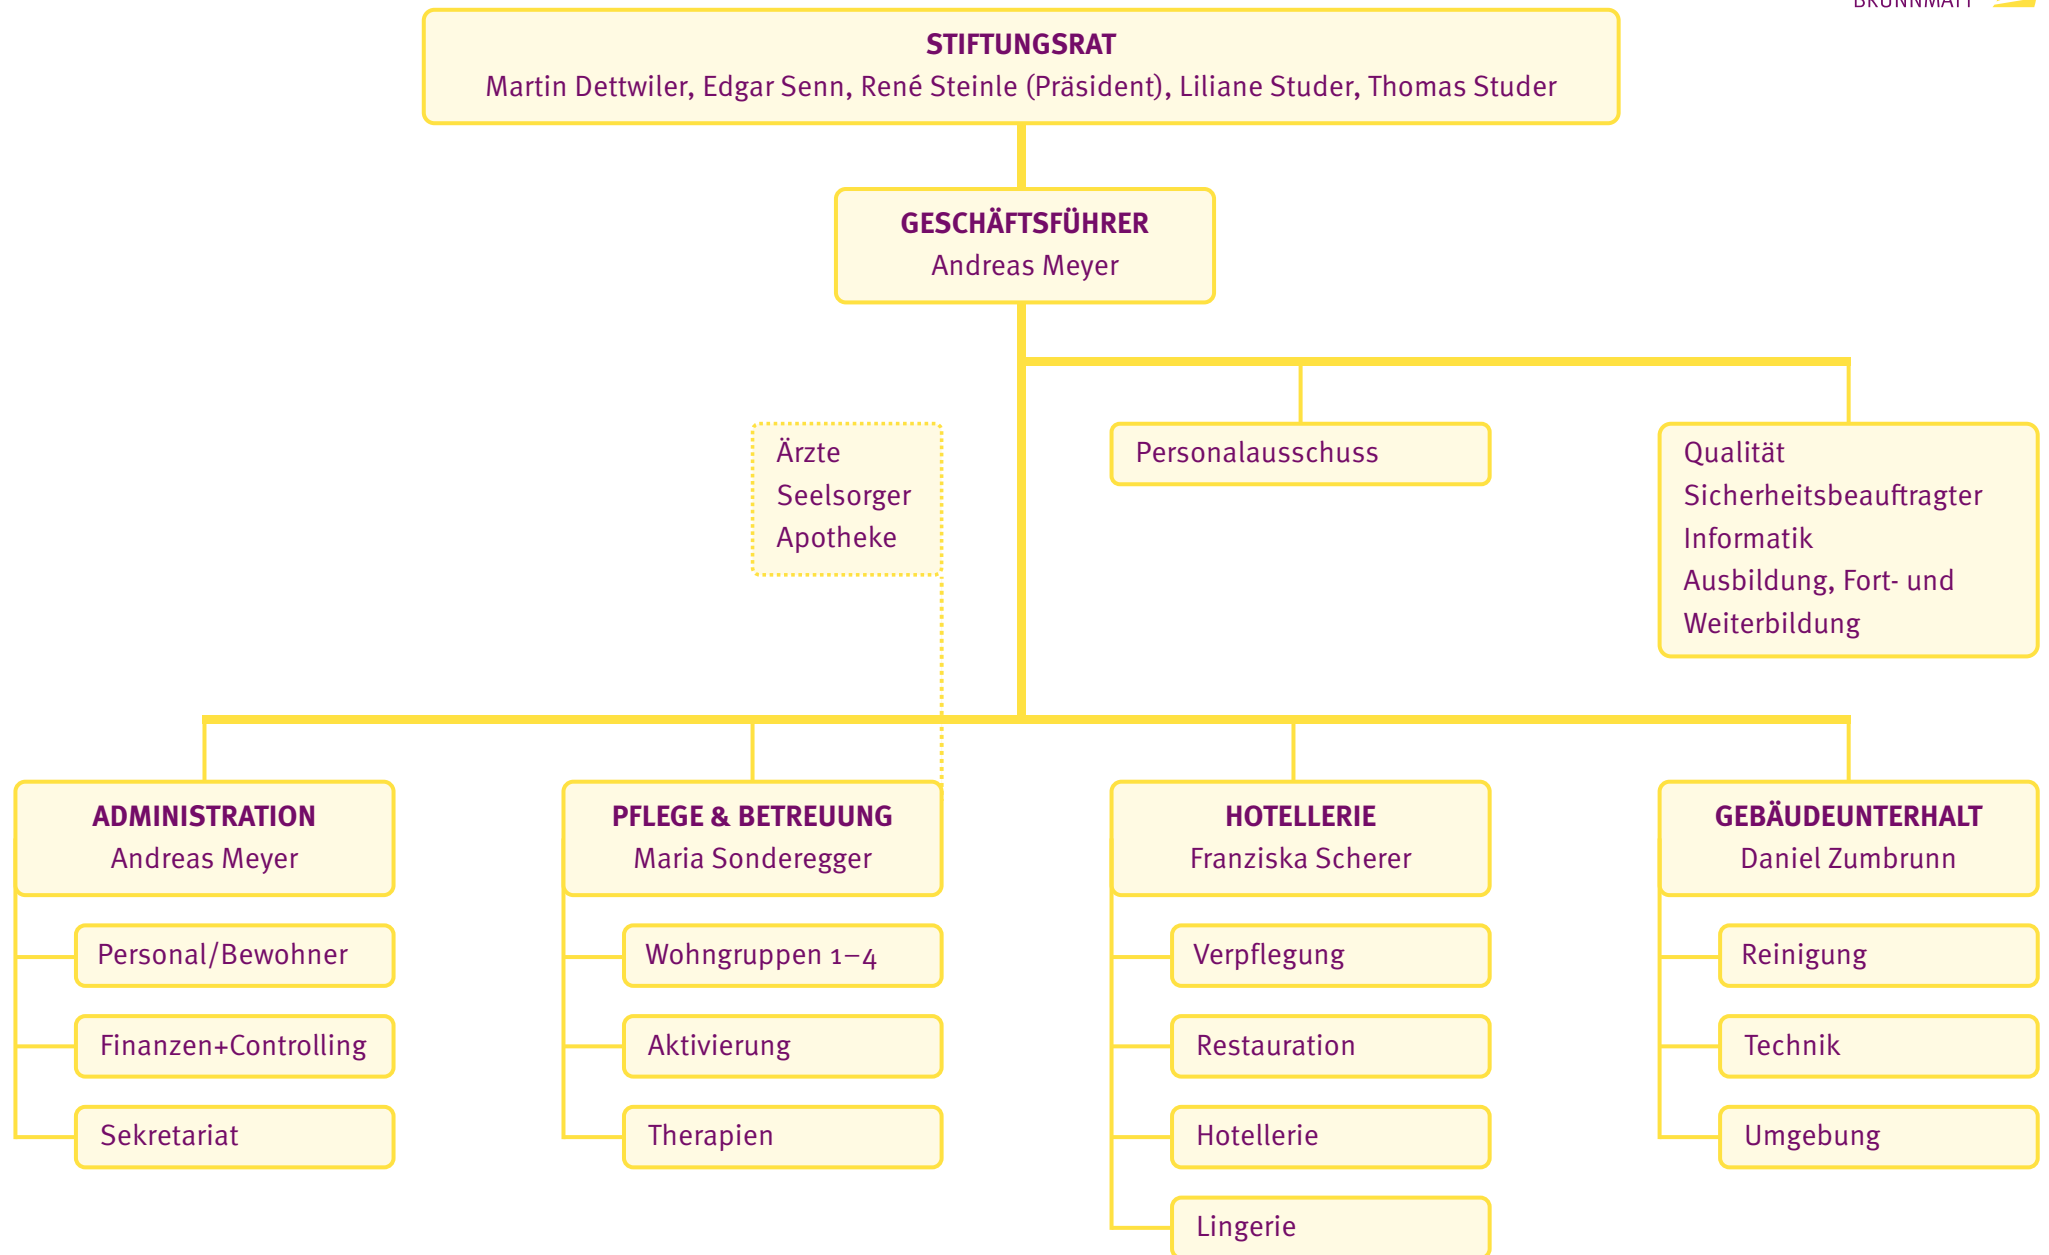 BRUNNMATT
STIFTUNGSRAT
Martin Dettwiler, Edgar Senn, René Steinle (Präsident), Liliane Studer, Thomas Studer
GESCHÄFTSFÜHRER
Andreas Meyer
Ärzte
Seelsorger
Apotheke
Personalausschuss
Qualität
Sicherheitsbeauftragter
Informatik
Ausbildung, Fort- und
Weiterbildung
ADMINISTRATION
Andreas Meyer
Personal/Bewohner
Finanzen+Controlling
Sekretariat
PFLEGE & BETREUUNG
Maria Sonderegger
Wohngruppen 1–4
Aktivierung
Therapien
HOTELLERIE
Franziska Scherer
Verpflegung
Restauration
Hotellerie
Lingerie
GEBÄUDEUNTERHALT
Daniel Zumbrunn
Reinigung
Technik
Umgebung